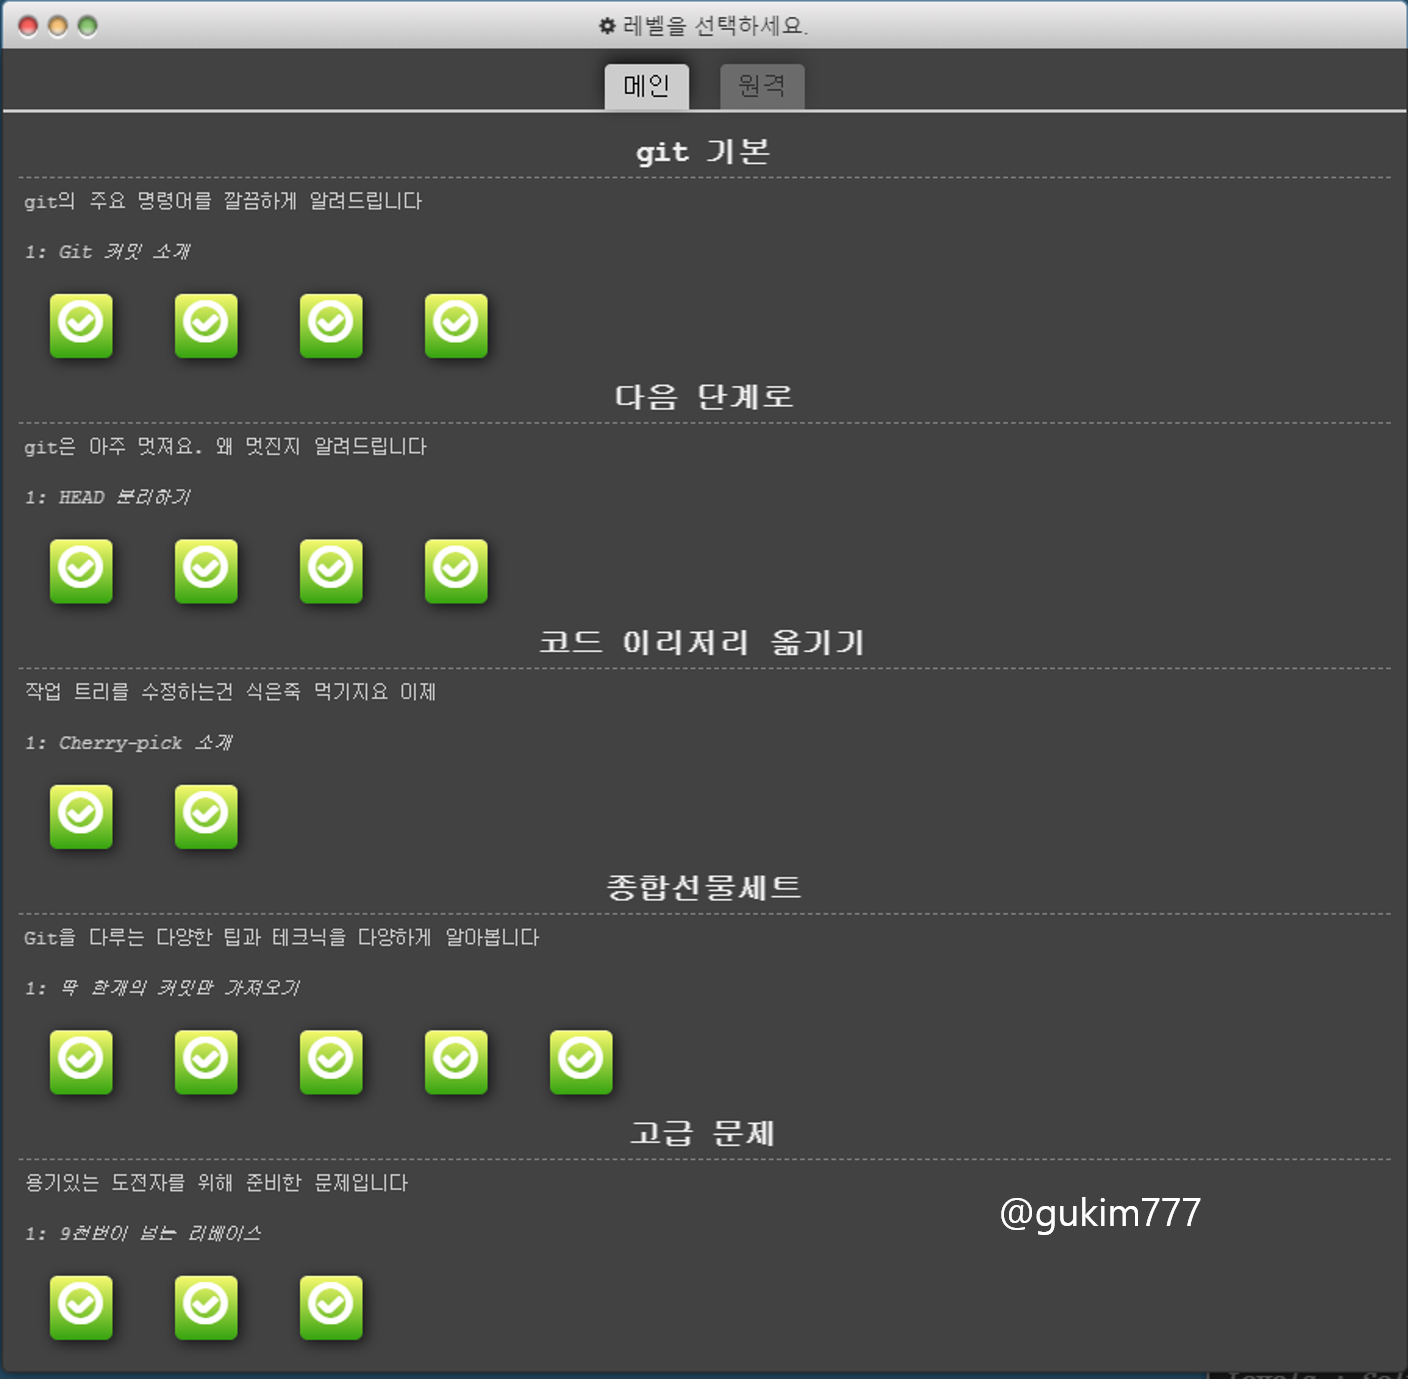 레벨을 선택하세요.
메인 원격
git 기본
git의 주요 명령어를 깔끔하게 알려드립니다
1: Git 커밋 소개
다음 단계로
git은 아주 멋져요. 왜 멋진지 알려드립니다
1: HEAD 분리하기
코드 이리저리 옮기기
작업 트리를 수정하는건 식은죽 먹기지요 이제
1: Cherry-pick 소개
종합선물세트
Git을 다루는 다양한 팁과 테크닉을 다양하게 알아봅니다
1: 딱 한개의 커밋만 가져오기
고급 문제
용기있는 도전자를 위해 준비한 문제입니다
1: 9천번이 넘는 리베이스
@gukim777